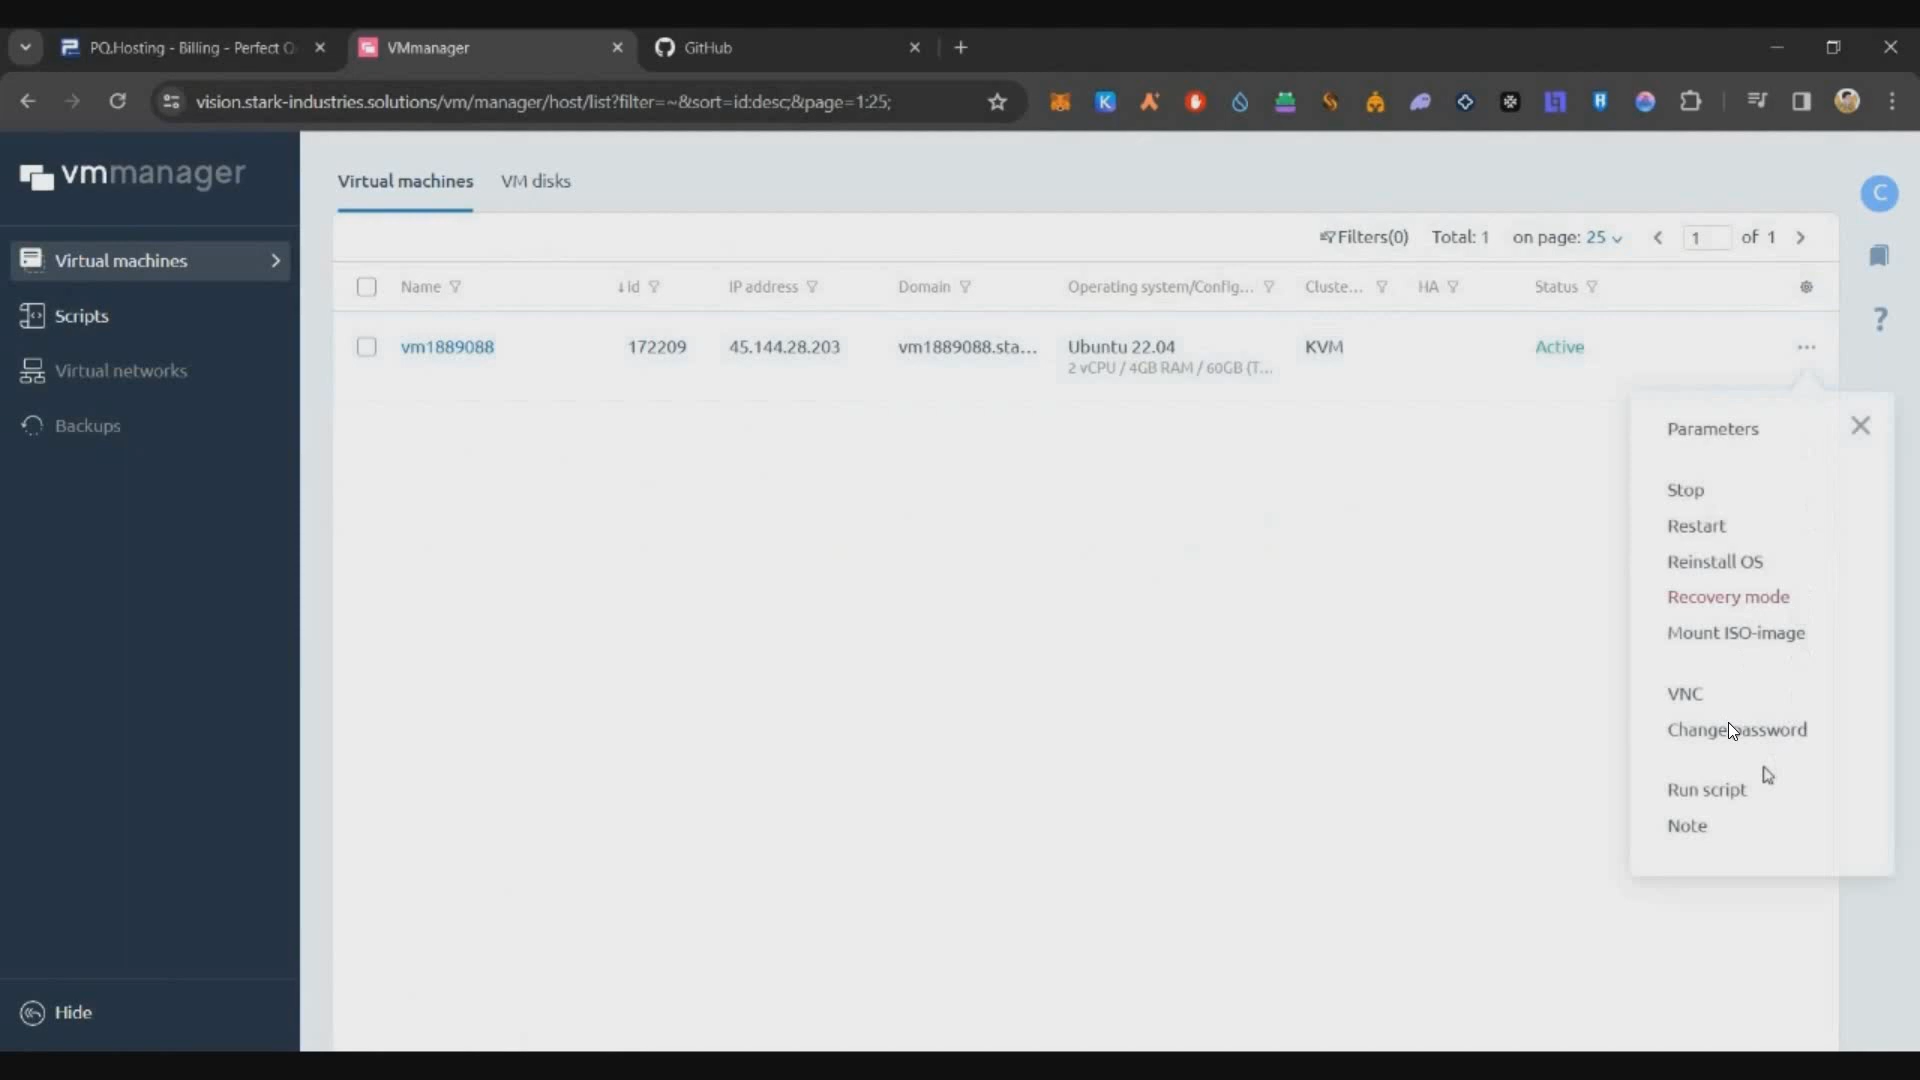 PQ.Hosting - Billing - Perfect Q
VMmanager
GitHub
vision.stark-industries.solutions/vm/manager/host/list?filter=~&sort=id:desc;&page=1:25;
vmmanager
Virtual machines
Scripts
Virtual networks
Backups
Hide
Virtual machines VM disks
Filters(0) Total: 1 on page: 25 1 of 1
Name Id IP address Domain Operating system/Config... Cluste... HA Status
vm1889088 172209 45.144.28.203 vm1889088.sta... Ubuntu 22.04 KVM Active
2 vCPU / 4GB RAM / 60GB (T...
C
?
Parameters
Stop
Restart
Reinstall OS
Recovery mode
Mount ISO-image
VNC
Change password
Run script
Note